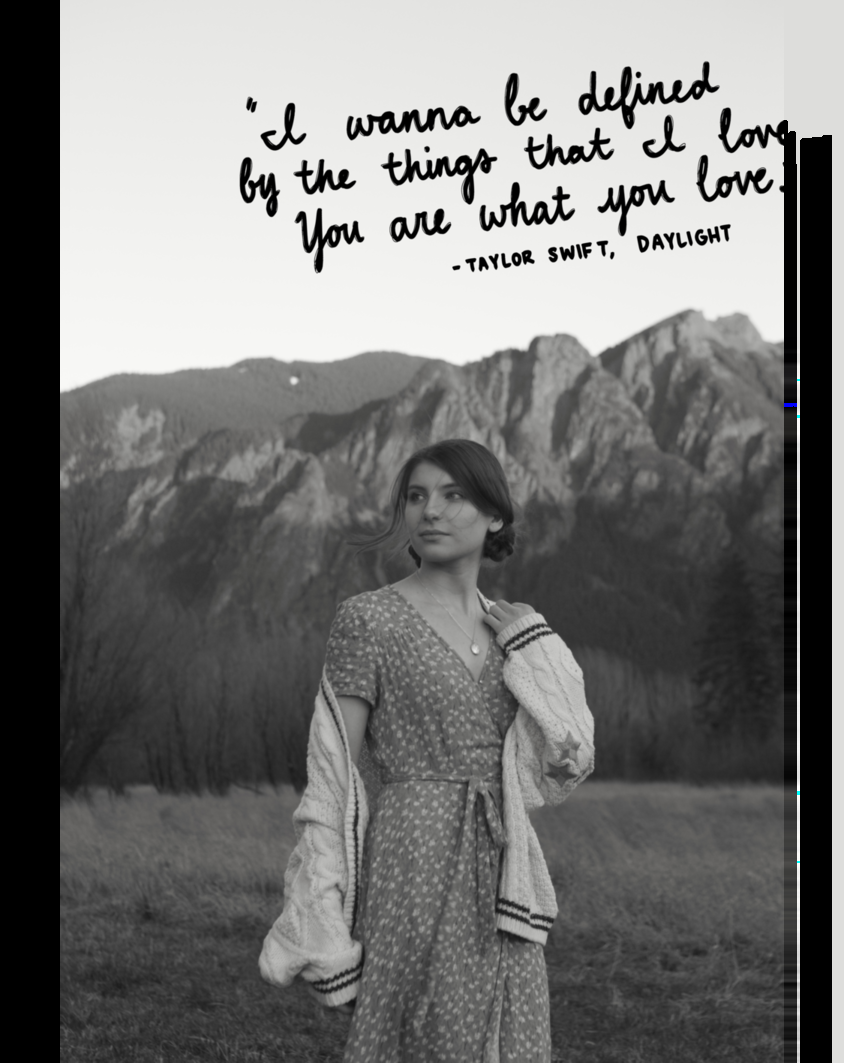 "I wanna be defined
by the things that I love.
You are what you love."
- TAYLOR SWIFT, DAYLIGHT